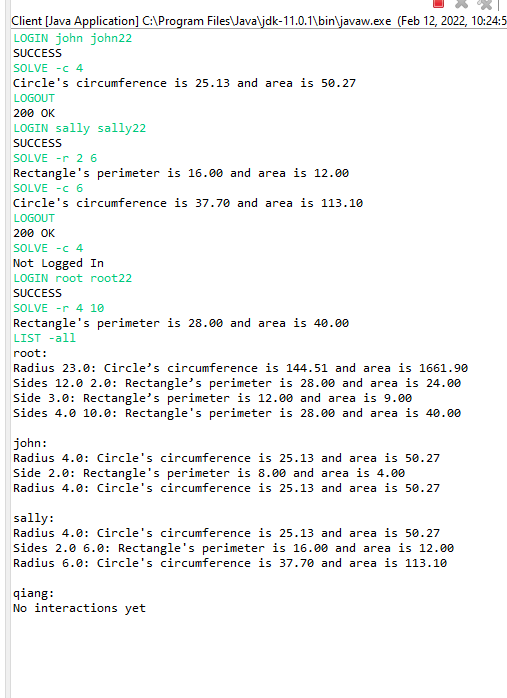 Client [Java Application] C:\Program Files\Java\jdk-11.0.1\bin\javaw.exe (Feb 12, 2022, 10:24:5
LOGIN john john22
SUCCESS
SOLVE -c 4
Circle's circumference is 25.13 and area is 50.27
LOGOUT
200 OK
LOGIN sally sally22
SUCCESS
SOLVE -r 2 6
Rectangle's perimeter is 16.00 and area is 12.00
SOLVE -c 6
Circle's circumference is 37.70 and area is 113.10
LOGOUT
200 OK
SOLVE -c 4
Not Logged In
LOGIN root root22
SUCCESS
SOLVE -r 4 10
Rectangle's perimeter is 28.00 and area is 40.00
LIST -all
root:
Radius 23.0: Circle’s circumference is 144.51 and area is 1661.90
Sides 12.0 2.0: Rectangle’s perimeter is 28.00 and area is 24.00
Side 3.0: Rectangle’s perimeter is 12.00 and area is 9.00
Sides 4.0 10.0: Rectangle's perimeter is 28.00 and area is 40.00
john:
Radius 4.0: Circle's circumference is 25.13 and area is 50.27
Side 2.0: Rectangle's perimeter is 8.00 and area is 4.00
Radius 4.0: Circle's circumference is 25.13 and area is 50.27
sally:
Radius 4.0: Circle's circumference is 25.13 and area is 50.27
Sides 2.0 6.0: Rectangle's perimeter is 16.00 and area is 12.00
Radius 6.0: Circle's circumference is 37.70 and area is 113.10
qiang:
No interactions yet